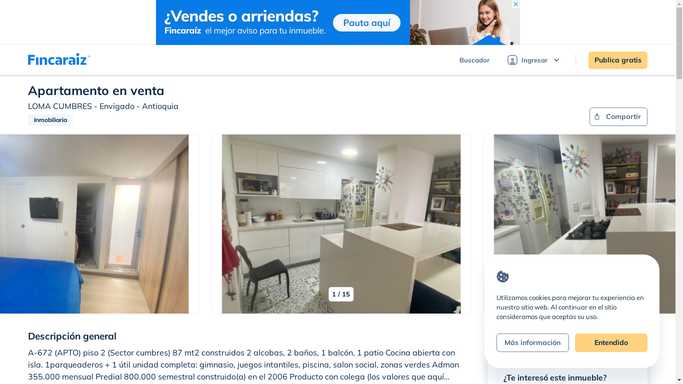 ¿Vendes o arriendas?
Fincaraíz el mejor aviso para tu inmueble.
Pauta aquí
Fincaraíz
Buscador
Ingresar
Publica gratis
Apartamento en venta
LOMA CUMBRES - Envigado - Antioquia
Inmobiliaria
Compartir
1 / 15
Utilizamos cookies para mejorar tu experiencia en
nuestro sitio web. Al continuar en el sitio
consideramos que aceptas su uso.
Más información
Entendido
Descripción general
A-672 (APTO) piso 2 (Sector cumbres) 87 mt2 construidos 2 alcobas, 2 baños, 1 balcón, 1 patio Cocina abierta con
isla. 1parqueaderos + 1 útil unidad completa: gimnasio, juegos infantiles, piscina, salon social, zonas verdes Admon
355.000 mensual Predial 800.000 semestral construido(a) en el 2006 Producto con colega (los valores que aquí...
¿Te interesó este inmueble?